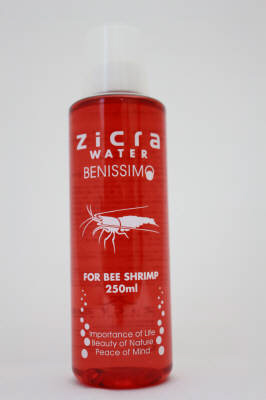 zicra
WATER
BENISSIMO
FOR BEE SHRIMP
250ml
Importance of Life
Beauty of Nature
Peace of Mind